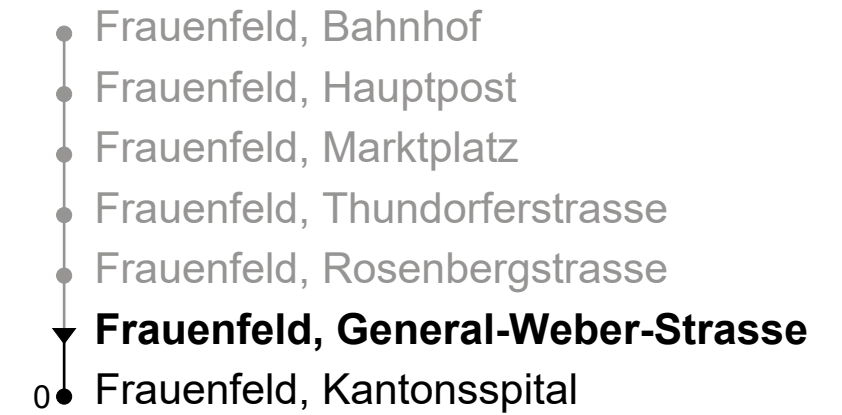 Frauenfeld, Bahnhof
Frauenfeld, Hauptpost
Frauenfeld, Marktplatz
Frauenfeld, Thundorferstrasse
Frauenfeld, Rosenbergstrasse
Frauenfeld, General-Weber-Strasse
0 Frauenfeld, Kantonsspital